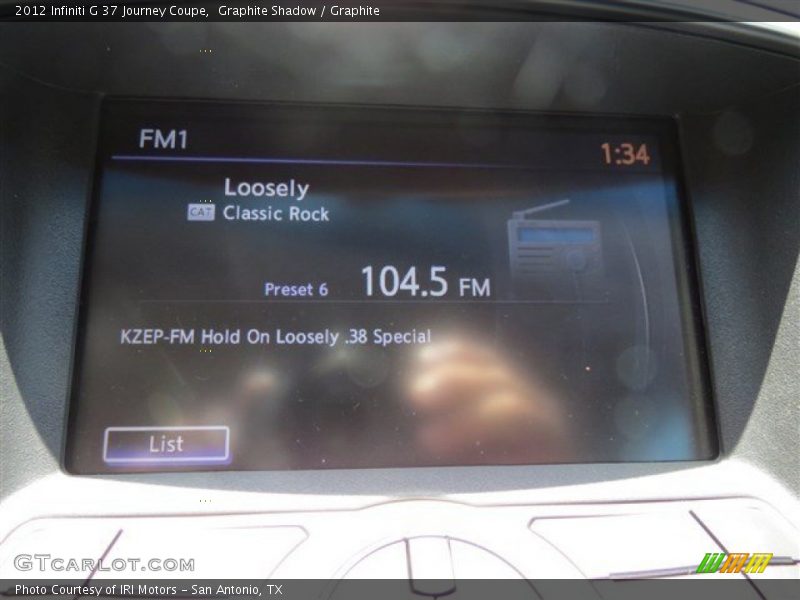 2012 Infiniti G 37 Journey Coupe,  Graphite Shadow / Graphite
FM1
1:34
Loosely
CAT Classic Rock
Preset 6 104.5 FM
KZEP-FM Hold On Loosely .38 Special
List
GTCARLOT.COM
Photo Courtesy of IRI Motors - San Antonio, TX